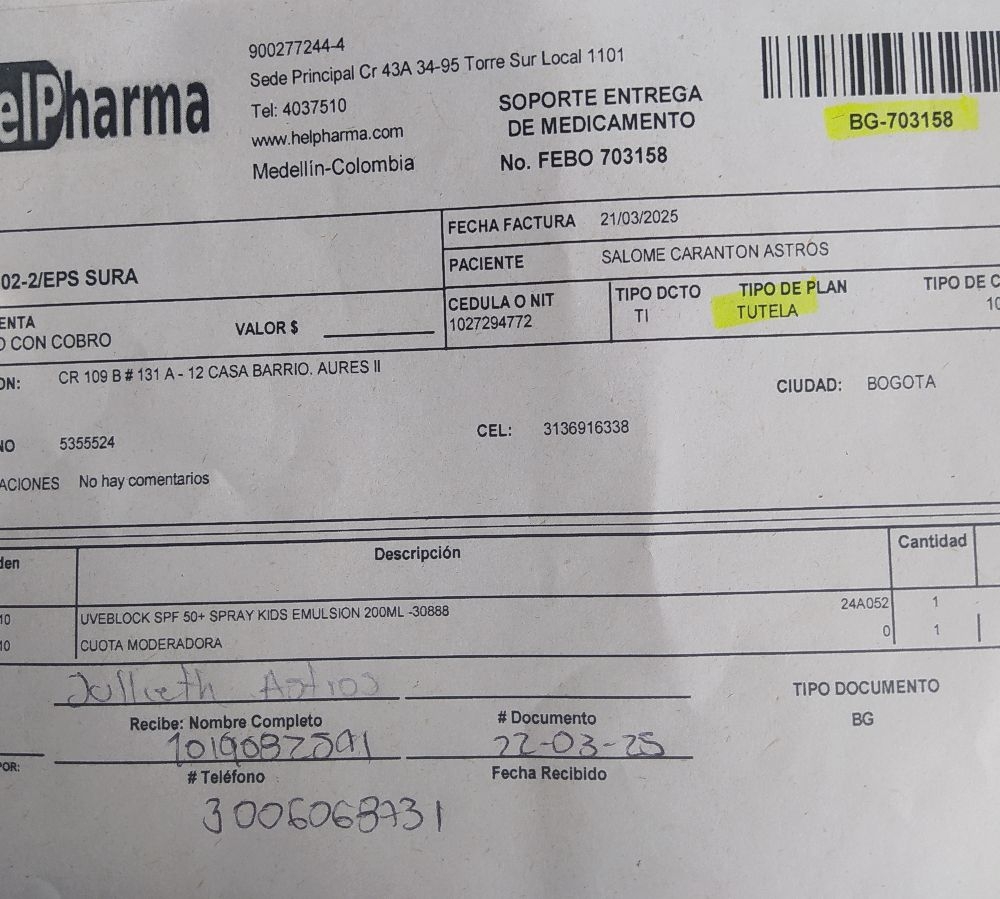 elPharma
900277244-4
Sede Principal Cr 43A 34-95 Torre Sur Local 1101
Tel: 4037510
www.helpharma.com
Medellín-Colombia
SOPORTE ENTREGA
DE MEDICAMENTO
No. FEBO 703158
BG-703158
FECHA FACTURA 21/03/2025
02-2/EPS SURA
PACIENTE SALOME CARANTON ASTROS
ENTA
O CON COBRO
VALOR $
CEDULA O NIT
1027294772
TIPO DCTO
TI
TIPO DE PLAN
TUTELA
TIPO DE C
10
ON: CR 109 B # 131 A - 12 CASA BARRIO. AURES II
CIUDAD: BOGOTA
NO 5355524
CEL: 3136916338
ACIONES No hay comentarios
den Descripción Cantidad
10 UVEBLOCK SPF 50+ SPRAY KIDS EMULSION 200ML -30888 24A052 1
10 CUOTA MODERADORA 0 1
Jullieth Astros
Recibe: Nombre Completo
# Documento
TIPO DOCUMENTO
BG
1019087591
22-03-25
POR:
# Teléfono
Fecha Recibido
3006068731